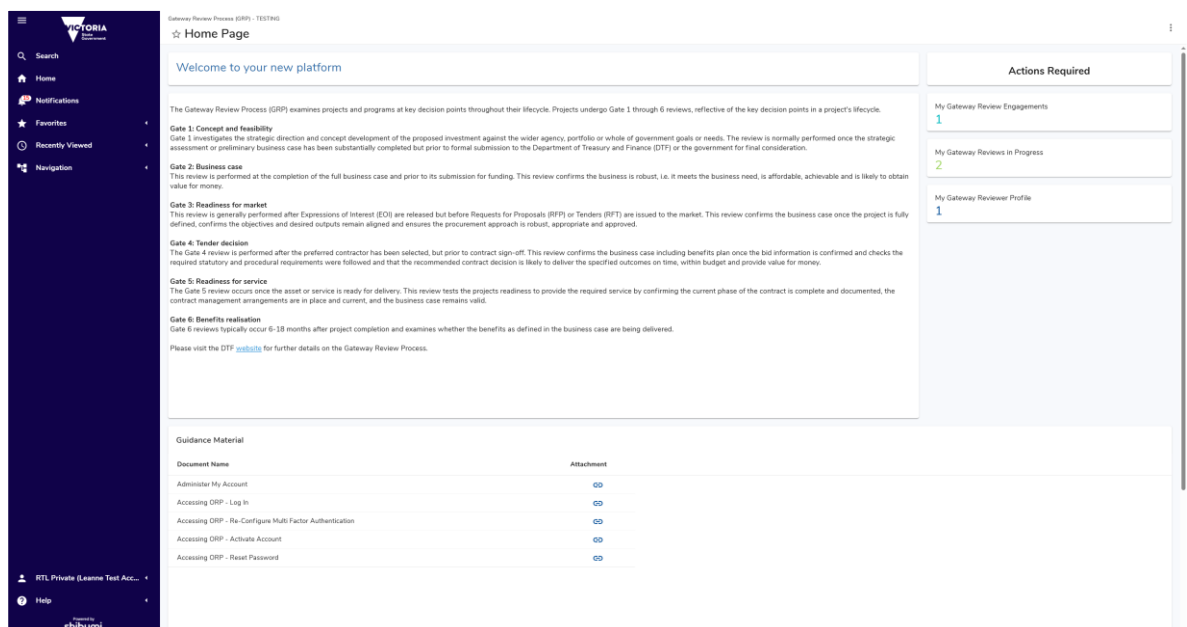 VICTORIA
State
Government
Search
Home
Notifications
Favorites
Recently Viewed
Navigation
RTL Private (Leanne Test Acc...
Help
Powered by
shibumi
Gateway Review Process (GRP) - TESTING
Home Page
Welcome to your new platform
The Gateway Review Process (GRP) examines projects and programs at key decision points throughout their lifecycle. Projects undergo Gate 1 through 6 reviews, reflective of the key decision points in a project's lifecycle.
Gate 1: Concept and feasibility
Gate 1 investigates the strategic direction and concept development of the proposed investment against the wider agency, portfolio or whole of government goals or needs. The review is normally performed once the strategic
assessment or preliminary business case has been substantially completed but prior to formal submission to the Department of Treasury and Finance (DTF) or the government for final consideration.
Gate 2: Business case
This review is performed at the completion of the full business case and prior to its submission for funding. This review confirms the business is robust, i.e. it meets the business need, is affordable, achievable and is likely to obtain
value for money.
Gate 3: Readiness for market
This review is generally performed after Expressions of Interest (EOI) are released but before Requests for Proposals (RFP) or Tenders (RFT) are issued to the market. This review confirms the business case once the project is fully
defined, confirms the objectives and desired outputs remain aligned and ensures the procurement approach is robust, appropriate and approved.
Gate 4: Tender decision
The Gate 4 review is performed after the preferred contractor has been selected, but prior to contract sign-off. This review confirms the business case including benefits plan once the bid information is confirmed and checks the
required statutory and procedural requirements were followed and that the recommended contract decision is likely to deliver the specified outcomes on time, within budget and provide value for money.
Gate 5: Readiness for service
The Gate 5 review occurs once the asset or service is ready for delivery. This review tests the projects readiness to provide the required service by confirming the current phase of the contract is complete and documented, the
contract management arrangements are in place and current, and the business case remains valid.
Gate 6: Benefits realisation
Gate 6 reviews typically occur 6-18 months after project completion and examines whether the benefits as defined in the business case are being delivered.
Please visit the DTF website for further details on the Gateway Review Process.
Actions Required
My Gateway Review Engagements
1
My Gateway Reviews in Progress
2
My Gateway Reviewer Profile
1
Guidance Material
Document Name Attachment
Administer My Account
Accessing ORP - Log In
Accessing ORP - Re-Configure Multi Factor Authentication
Accessing ORP - Activate Account
Accessing ORP - Reset Password